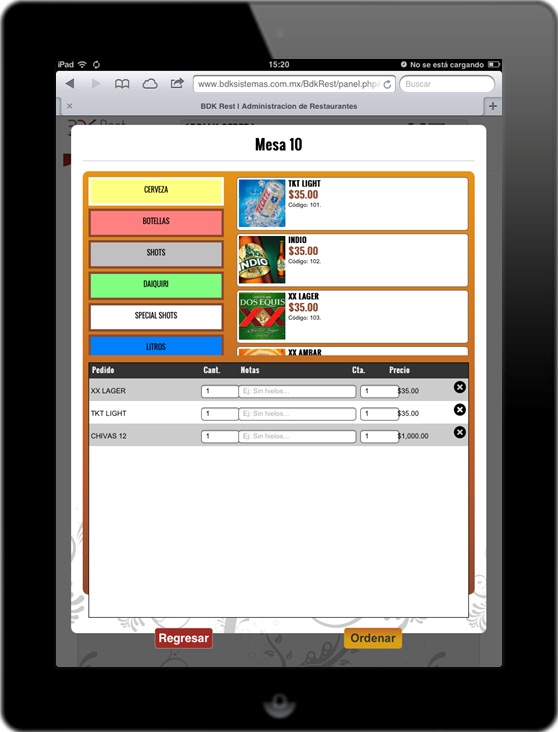 iPad 15:20 No se está cargando
www.bdksistemas.com.mx/BdkRest/panel.php Buscar
BDK Rest | Administracion de Restaurantes
Mesa 10
CERVEZA
BOTELLAS
SHOTS
DAIQUIRI
SPECIAL SHOTS
LITROS
TKT LIGHT
$35.00
Código: 101.
INDIO
$35.00
Código: 102.
XX LAGER
$35.00
Código: 103.
XX AMBAR
INDIO
DOS EQUIS
XX
Pedido Cant. Notas Cta. Precio
XX LAGER 1 Ej: Sin hielos... 1 $35.00
TKT LIGHT 1 Ej: Sin hielos... 1 $35.00
CHIVAS 12 1 Ej: Sin hielos... 1 $1,000.00
Regresar Ordenar